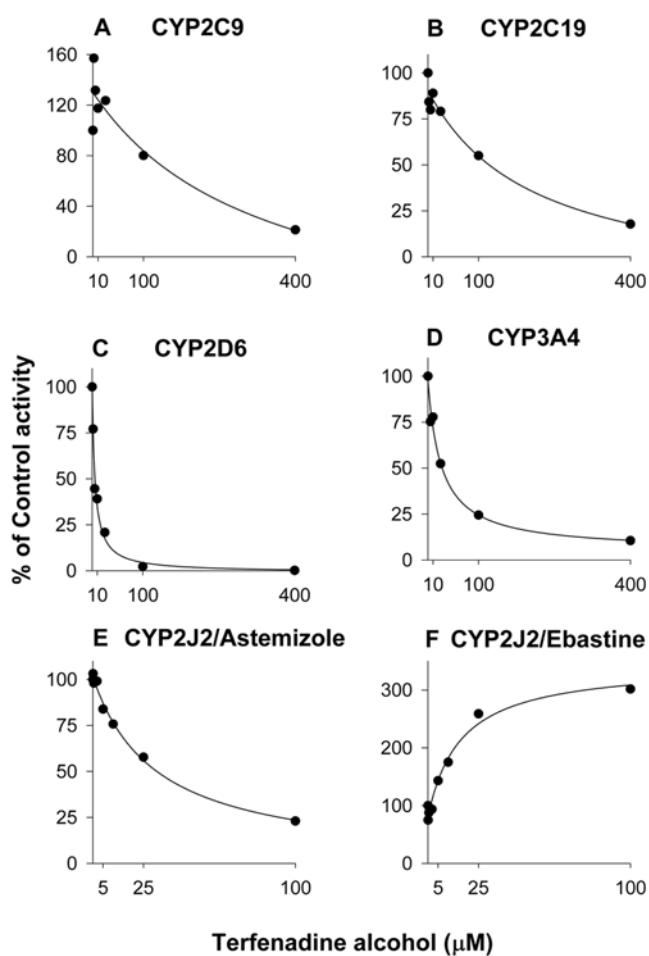 A CYP2C9
160
120
80
40
0
10 100 400
B CYP2C19
100
75
50
25
0
10 100 400
% of Control activity
C CYP2D6
100
75
50
25
0
10 100 400
D CYP3A4
100
75
50
25
0
10 100 400
E CYP2J2/Astemizole
100
75
50
25
0
5 25 100
F CYP2J2/Ebastine
300
200
100
0
5 25 100
Terfenadine alcohol (μM)